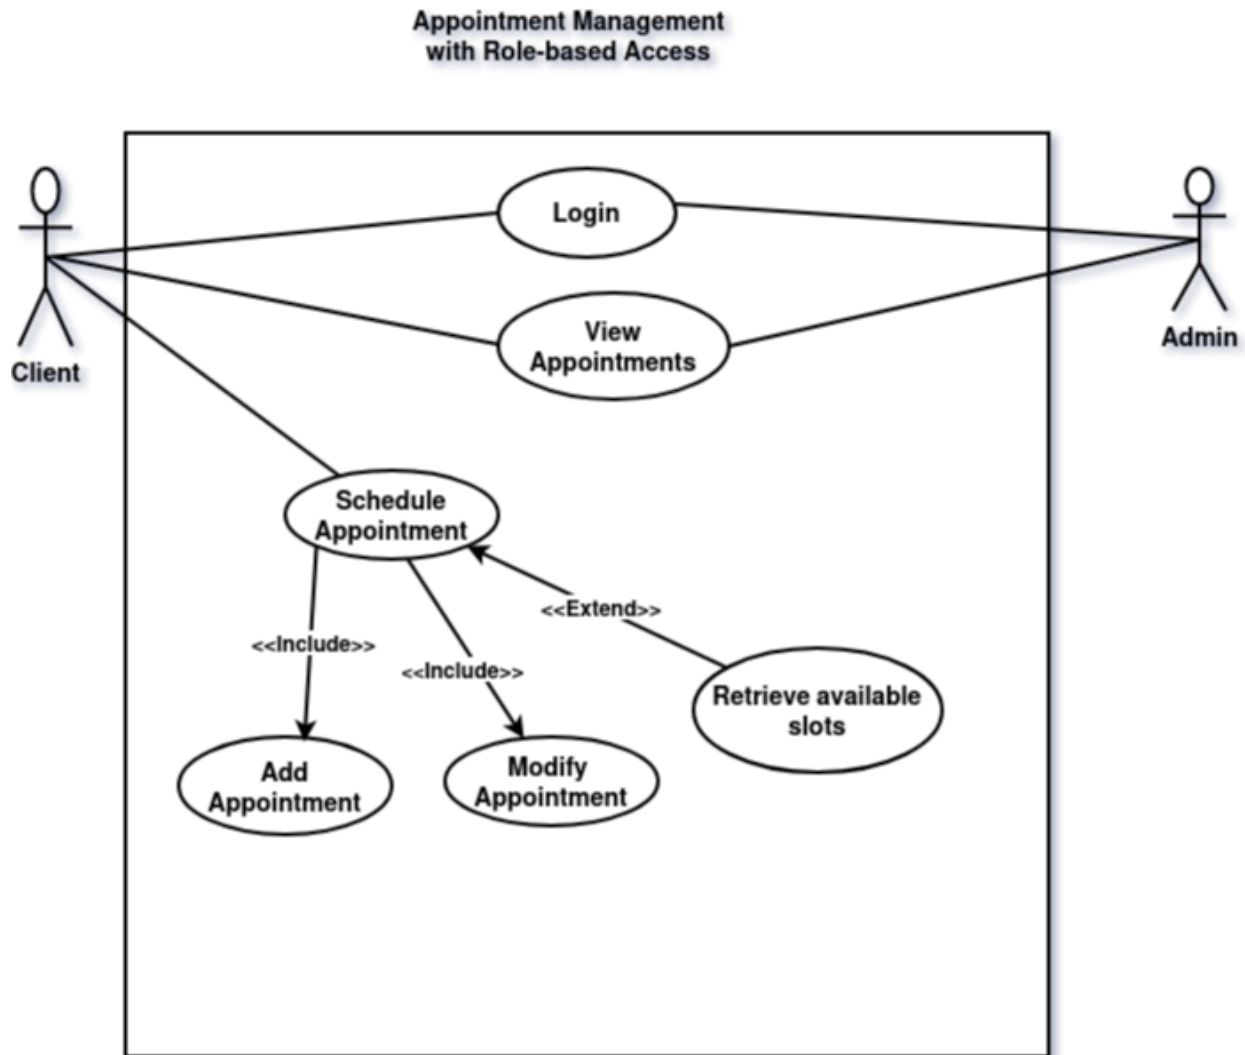 Appointment Management
with Role-based Access
Login
View
Appointments
Client
Admin
Schedule
Appointment
<<Extend>>
<<Include>>
<<Include>>
Retrieve available
slots
Add
Appointment
Modify
Appointment